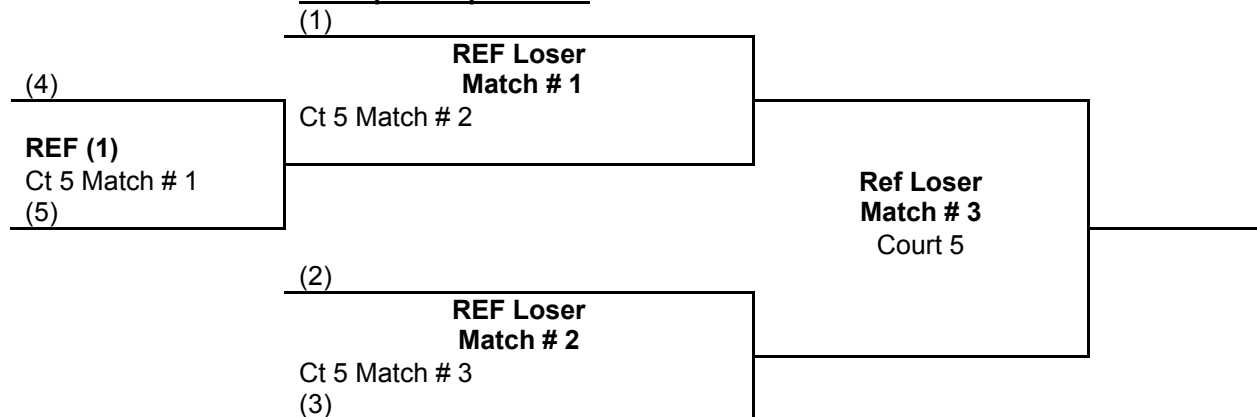 (1)
REF Loser
Match # 1
(4)
Ct 5 Match # 2
REF (1)
Ct 5 Match # 1
(5)
Ref Loser
Match # 3
Court 5
(2)
REF Loser
Match # 2
Ct 5 Match # 3
(3)